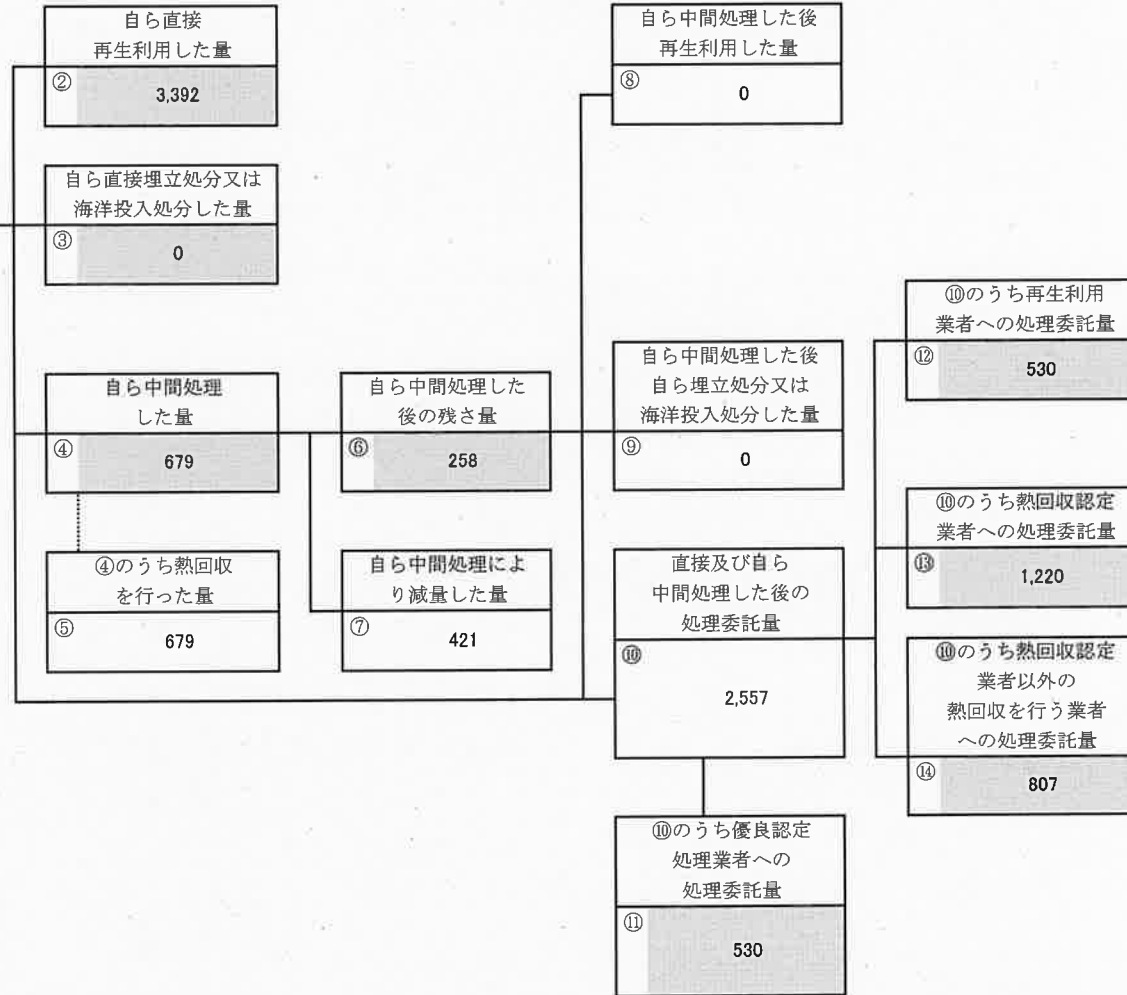 自ら直接
再生利用した量
② 3,392
自ら直接埋立処分又は
海洋投入処分した量
③ 0
自ら中間処理
した量
④ 679
④のうち熱回収
を行った量
⑤ 679
自ら中間処理した
後の残さ量
⑥ 258
自ら中間処理によ
り減量した量
⑦ 421
自ら中間処理した後
再生利用した量
⑧ 0
自ら中間処理した後
自ら埋立処分又は
海洋投入処分した量
⑨ 0
直接及び自ら
中間処理した後の
処理委託量
⑩
2,557
⑩のうち優良認定
処理業者への
処理委託量
⑪
530
⑩のうち再生利用
業者への処理委託量
⑫ 530
⑩のうち熱回収認定
業者への処理委託量
⑬ 1,220
⑩のうち熱回収認定
業者以外の
熱回収を行う業者
への処理委託量
⑭ 807